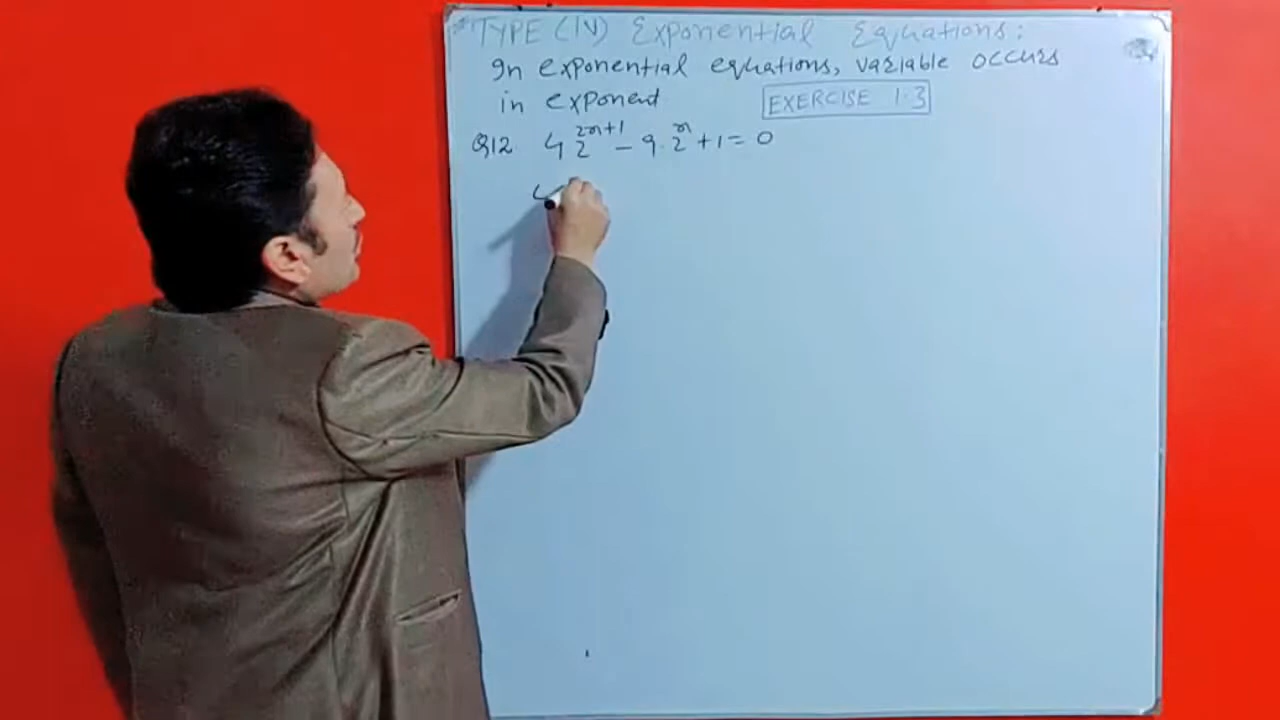 TYPE (IV) Exponential Equations:
In exponential equations, variable occurs
in exponent EXERCISE 1.3
Q12 4 2^{2x+1} - 9. 2^x + 1 = 0